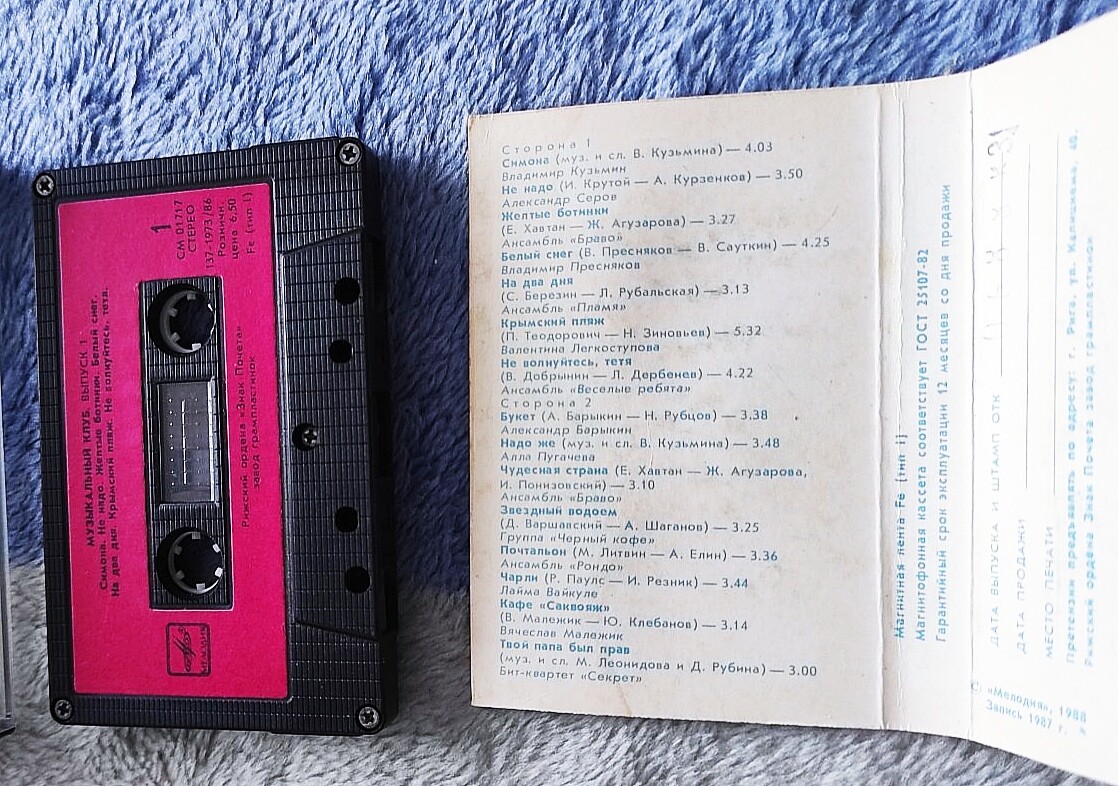 МУЗЫКАЛЬНЫЙ КЛУБ. ВЫПУСК 1
Симона. Не надо. Желтые ботинки. Белый снег.
На два дня. Крымский пляж. Не волнуйтесь, тетя.
1
СМ 01717
СТЕРЕО
137-1973/86
Розничн.
цена 6.50
Fe (тип I)
Рижский ордена «Знак Почета»
завод грампластинок
МЕЛОДИЯ
Сторона 1
Симона (муз. и сл. В. Кузьмина) — 4.03
Владимир Кузьмин
Не надо (И. Крутой — А. Курзенков) — 3.50
Александр Серов
Желтые ботинки
(Е. Хавтан — Ж. Агузарова) — 3.27
Ансамбль «Браво»
Белый снег (В. Пресняков — В. Сауткин) — 4.25
Владимир Пресняков
На два дня
(С. Березин — Л. Рубальская) — 3.13
Ансамбль «Пламя»
Крымский пляж
(П. Теодорович — Н. Зиновьев) — 5.32
Валентина Легкоступова
Не волнуйтесь, тетя
(В. Добрынин — Л. Дербенев) — 4.22
Ансамбль «Веселые ребята»
Сторона 2
Букет (А. Барыкин — Н. Рубцов) — 3.38
Александр Барыкин
Надо же (муз. и сл. В. Кузьмина) — 3.48
Алла Пугачева
Чудесная страна (Е. Хавтан — Ж. Агузарова,
И. Понизовский) — 3.10
Ансамбль «Браво»
Звездный водоем
(Д. Варшавский — А. Шаганов) — 3.25
Группа «Черный кофе»
Почтальон (М. Литвин — А. Елин) — 3.36
Ансамбль «Рондо»
Чарли (Р. Паулс — И. Резник) — 3.44
Лайма Вайкуле
Кафе «Саквояж»
(В. Малежик — Ю. Клебанов) — 3.14
Вячеслав Малежик
Твой папа был прав
(муз. и сл. М. Леонидова и Д. Рубина) — 3.00
Бит-квартет «Секрет»
Магнитная лента Fe [тип I]
Магнитофонная кассета соответствует ГОСТ 25107-82
Гарантийный срок эксплуатации 12 месяцев со дня продажи
ДАТА ВЫПУСКА И ШТАМП ОТК
ДАТА ПРОДАЖИ
МЕСТО ПЕЧАТИ
Претензии предъявлять по адресу: г. Рига, ул. Калнциема, 40,
Рижский ордена Знак Почета завод грампластинок
© «Мелодия», 1988
Запись 1987 г.